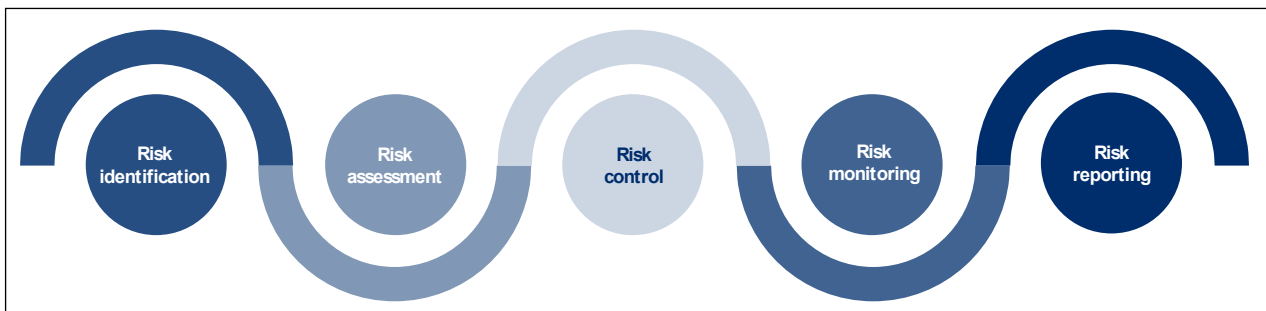 Risk
identification
Risk
assessment
Risk
control
Risk
monitoring
Risk
reporting